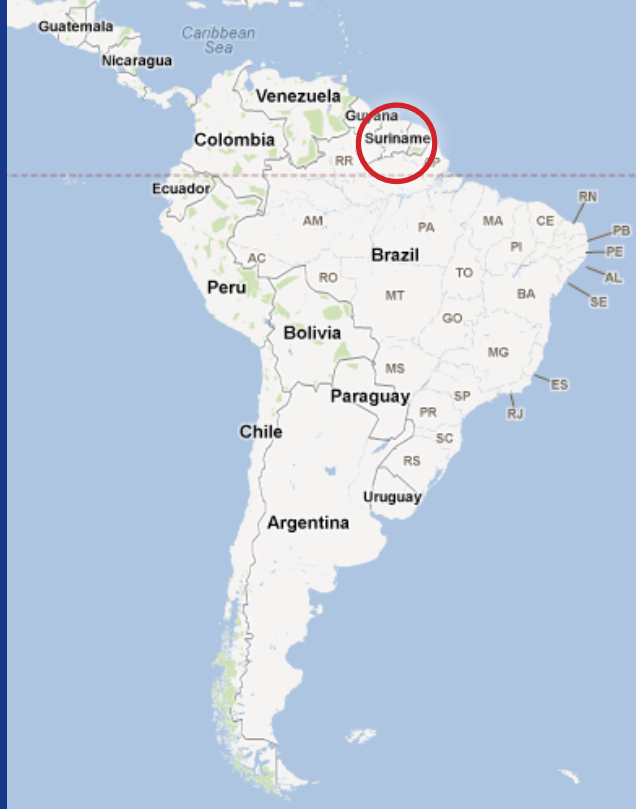 Guatemala
Caribbean
Sea
Nicaragua
Venezuela
Guyana
Colombia
Suriname
RR
AP
Ecuador
RN
AM
PA
MA
CE
PB
PI
PE
Brazil
AC
TO
AL
RO
Peru
MT
BA
SE
GO
Bolivia
MG
MS
ES
Paraguay
SP
PR
RJ
Chile
SC
RS
Uruguay
Argentina